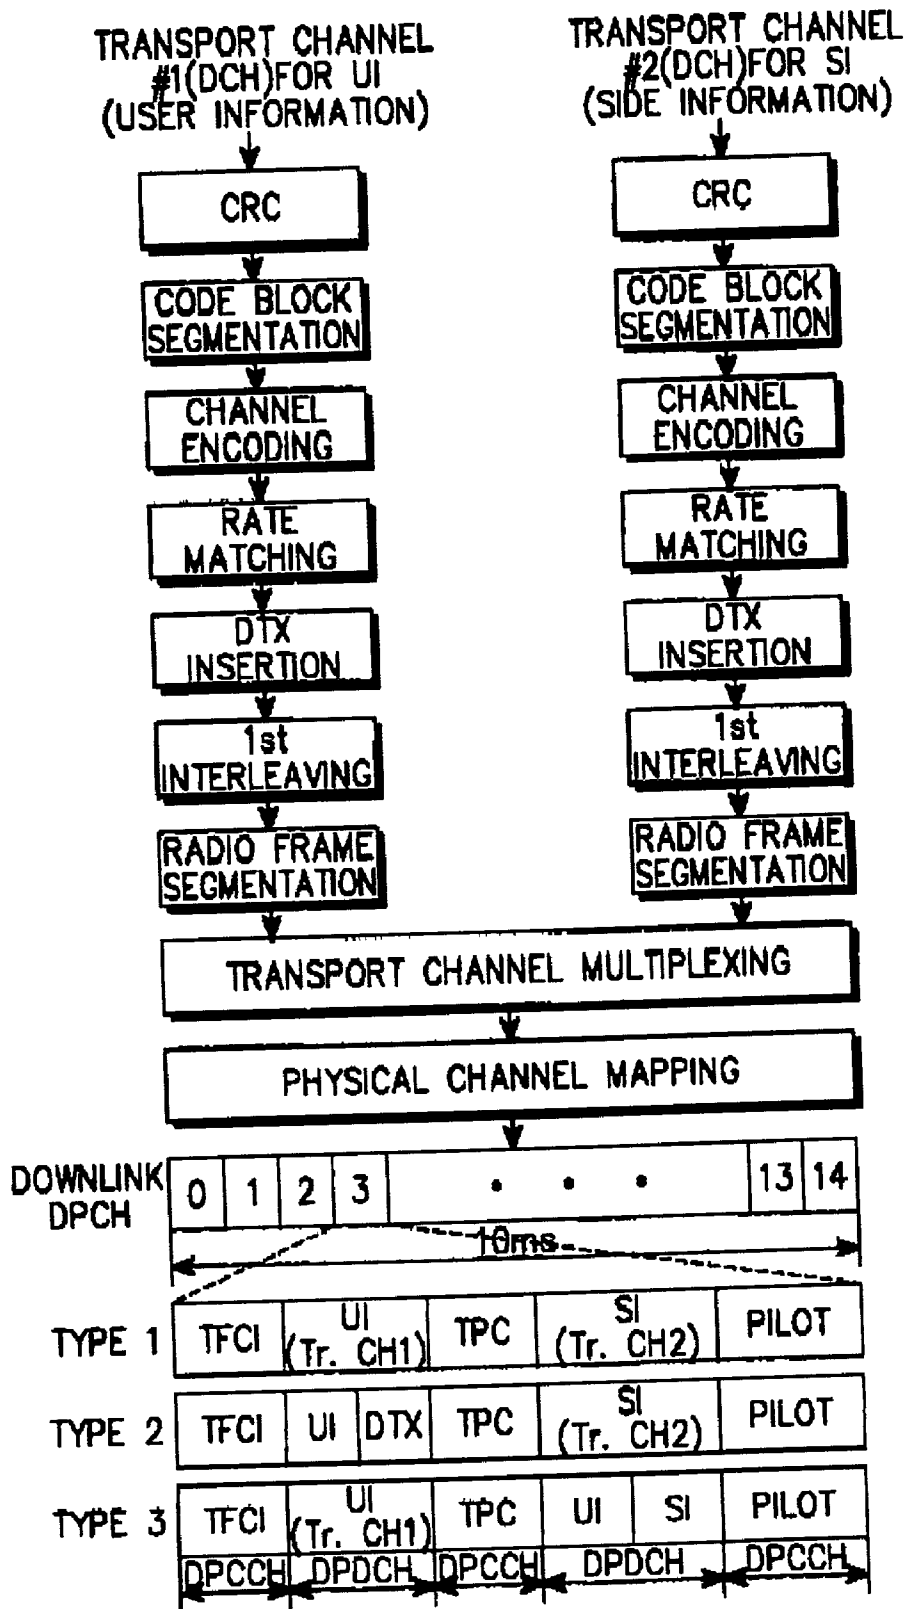 TRANSPORT CHANNEL
#1(DCH)FOR UI
(USER INFORMATION)
TRANSPORT CHANNEL
#2(DCH)FOR SI
(SIDE INFORMATION)
CRC
CRC
CODE BLOCK
SEGMENTATION
CODE BLOCK
SEGMENTATION
CHANNEL
ENCODING
CHANNEL
ENCODING
RATE
MATCHING
RATE
MATCHING
DTX
INSERTION
DTX
INSERTION
1st
INTERLEAVING
1st
INTERLEAVING
RADIO FRAME
SEGMENTATION
RADIO FRAME
SEGMENTATION
TRANSPORT CHANNEL MULTIPLEXING
PHYSICAL CHANNEL MAPPING
DOWNLINK
DPCH
0 1 2 3 • • • 13 14
10ms
TYPE 1 TFCI UI (Tr. CH1) TPC SI (Tr. CH2) PILOT
TYPE 2 TFCI UI DTX TPC SI (Tr. CH2) PILOT
TYPE 3 TFCI UI (Tr. CH1) TPC UI SI PILOT
DPCCH DPDCH DPCCH DPDCH DPCCH